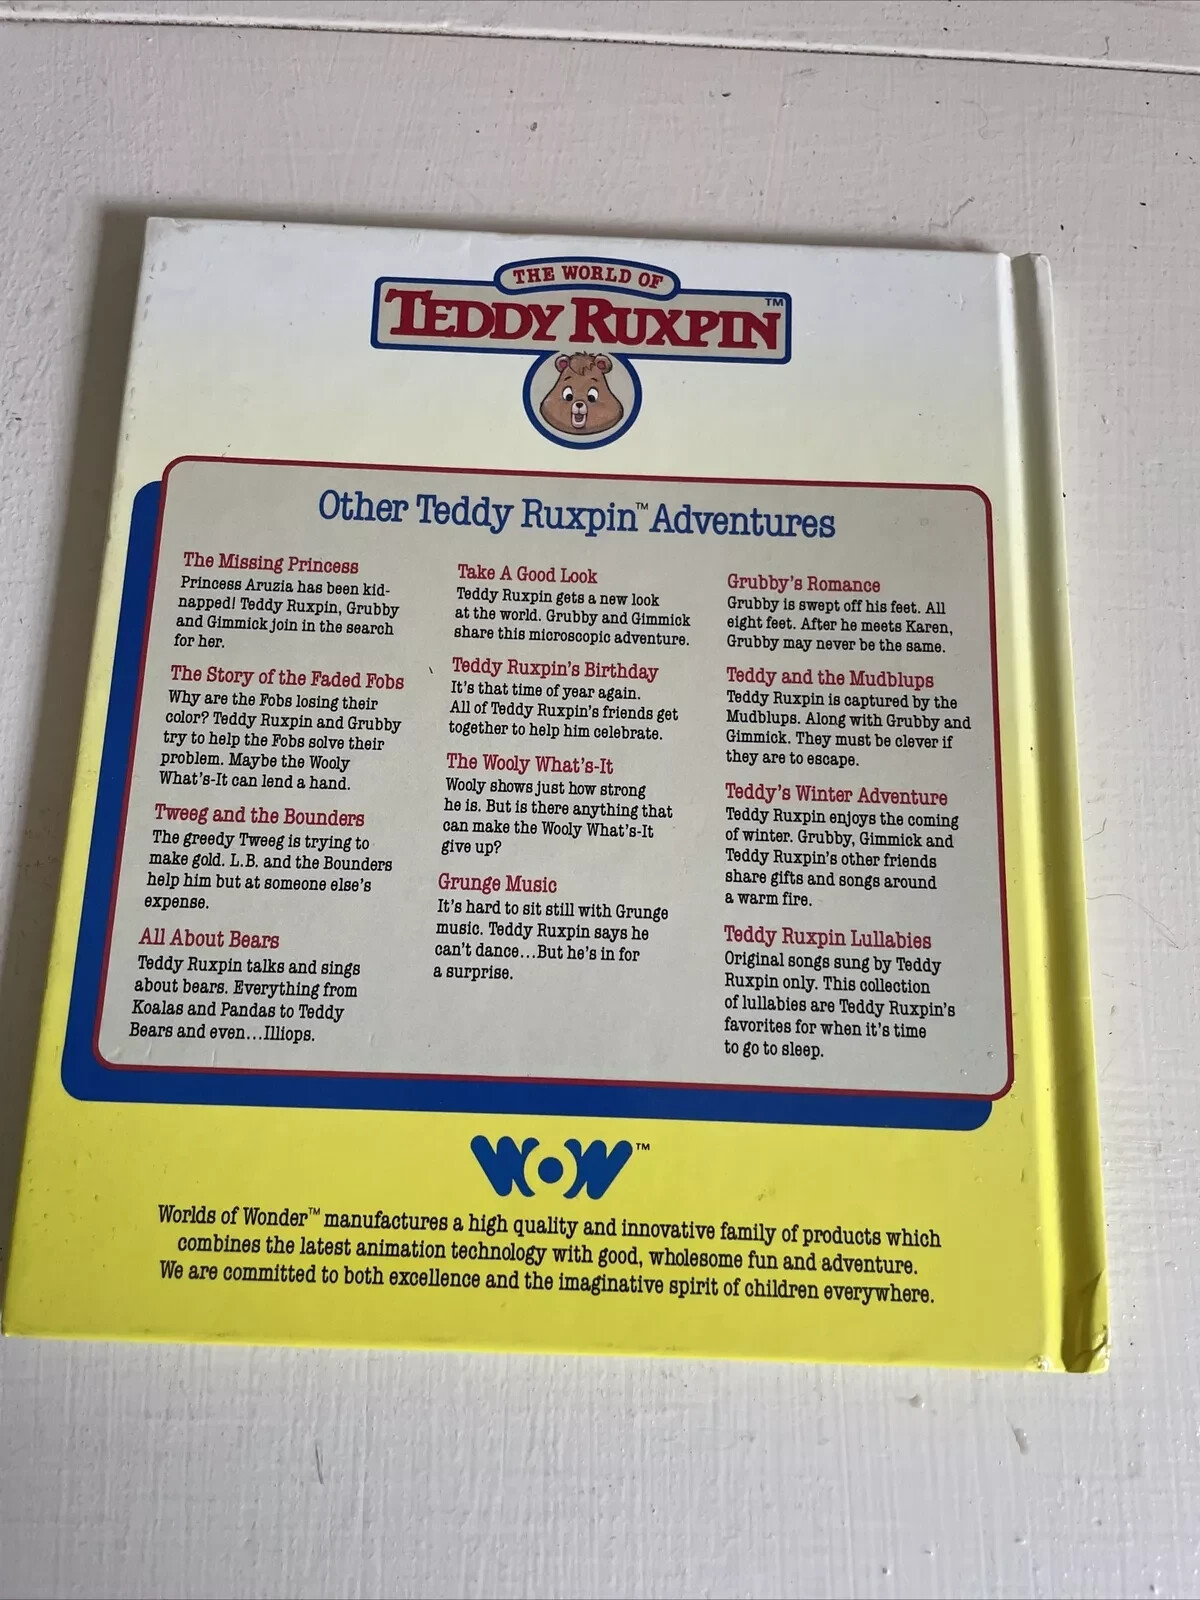 THE WORLD OF
TEDDY RUXPIN™
Other Teddy Ruxpin™ Adventures
The Missing Princess
Princess Aruzia has been kid-
napped! Teddy Ruxpin, Grubby
and Gimmick join in the search
for her.
The Story of the Faded Fobs
Why are the Fobs losing their
color? Teddy Ruxpin and Grubby
try to help the Fobs solve their
problem. Maybe the Wooly
What's-It can lend a hand.
Tweeg and the Bounders
The greedy Tweeg is trying to
make gold. L.B. and the Bounders
help him but at someone else's
expense.
All About Bears
Teddy Ruxpin talks and sings
about bears. Everything from
Koalas and Pandas to Teddy
Bears and even...Illiops.
Take A Good Look
Teddy Ruxpin gets a new look
at the world. Grubby and Gimmick
share this microscopic adventure.
Teddy Ruxpin's Birthday
It's that time of year again.
All of Teddy Ruxpin's friends get
together to help him celebrate.
The Wooly What's-It
Wooly shows just how strong
he is. But is there anything that
can make the Wooly What's-It
give up?
Grunge Music
It's hard to sit still with Grunge
music. Teddy Ruxpin says he
can't dance...But he's in for
a surprise.
Grubby's Romance
Grubby is swept off his feet. All
eight feet. After he meets Karen,
Grubby may never be the same.
Teddy and the Mudblups
Teddy Ruxpin is captured by the
Mudblups. Along with Grubby and
Gimmick. They must be clever if
they are to escape.
Teddy's Winter Adventure
Teddy Ruxpin enjoys the coming
of winter. Grubby, Gimmick and
Teddy Ruxpin's other friends
share gifts and songs around
a warm fire.
Teddy Ruxpin Lullabies
Original songs sung by Teddy
Ruxpin only. This collection
of lullabies are Teddy Ruxpin's
favorites for when it's time
to go to sleep.
WOW™
Worlds of Wonder™ manufactures a high quality and innovative family of products which
combines the latest animation technology with good, wholesome fun and adventure.
We are committed to both excellence and the imaginative spirit of children everywhere.